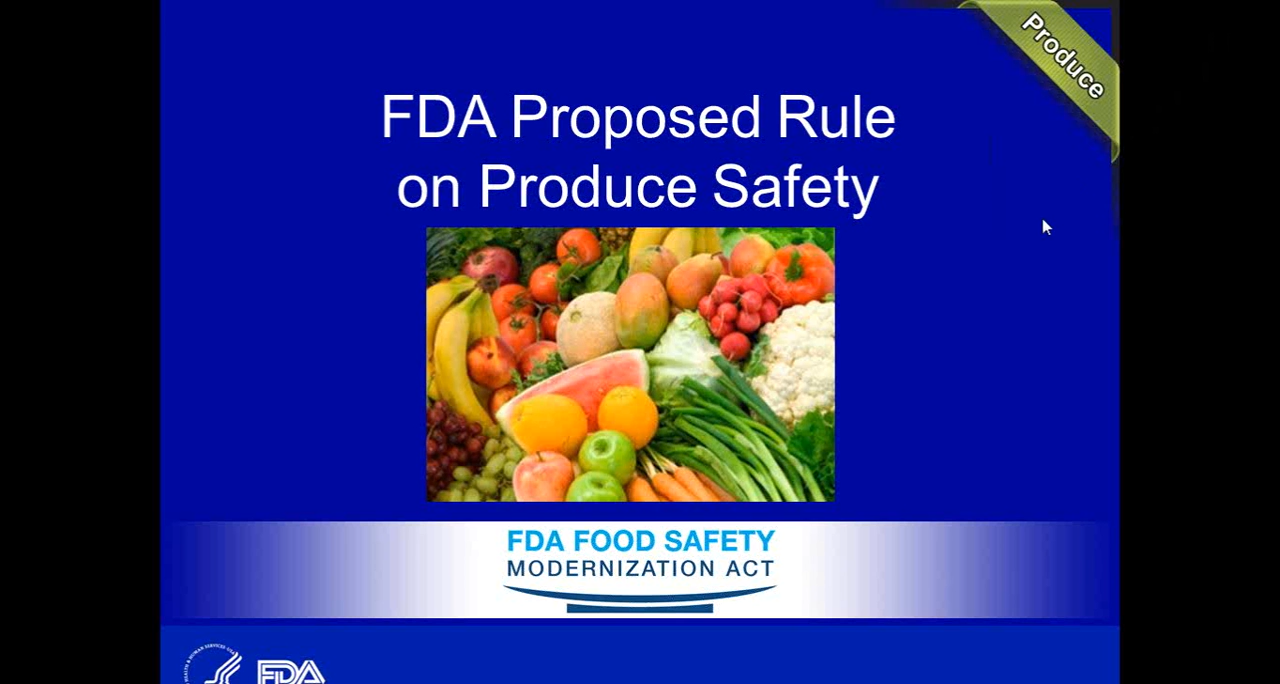 Produce
FDA Proposed Rule
on Produce Safety
FDA FOOD SAFETY
MODERNIZATION ACT
FDA